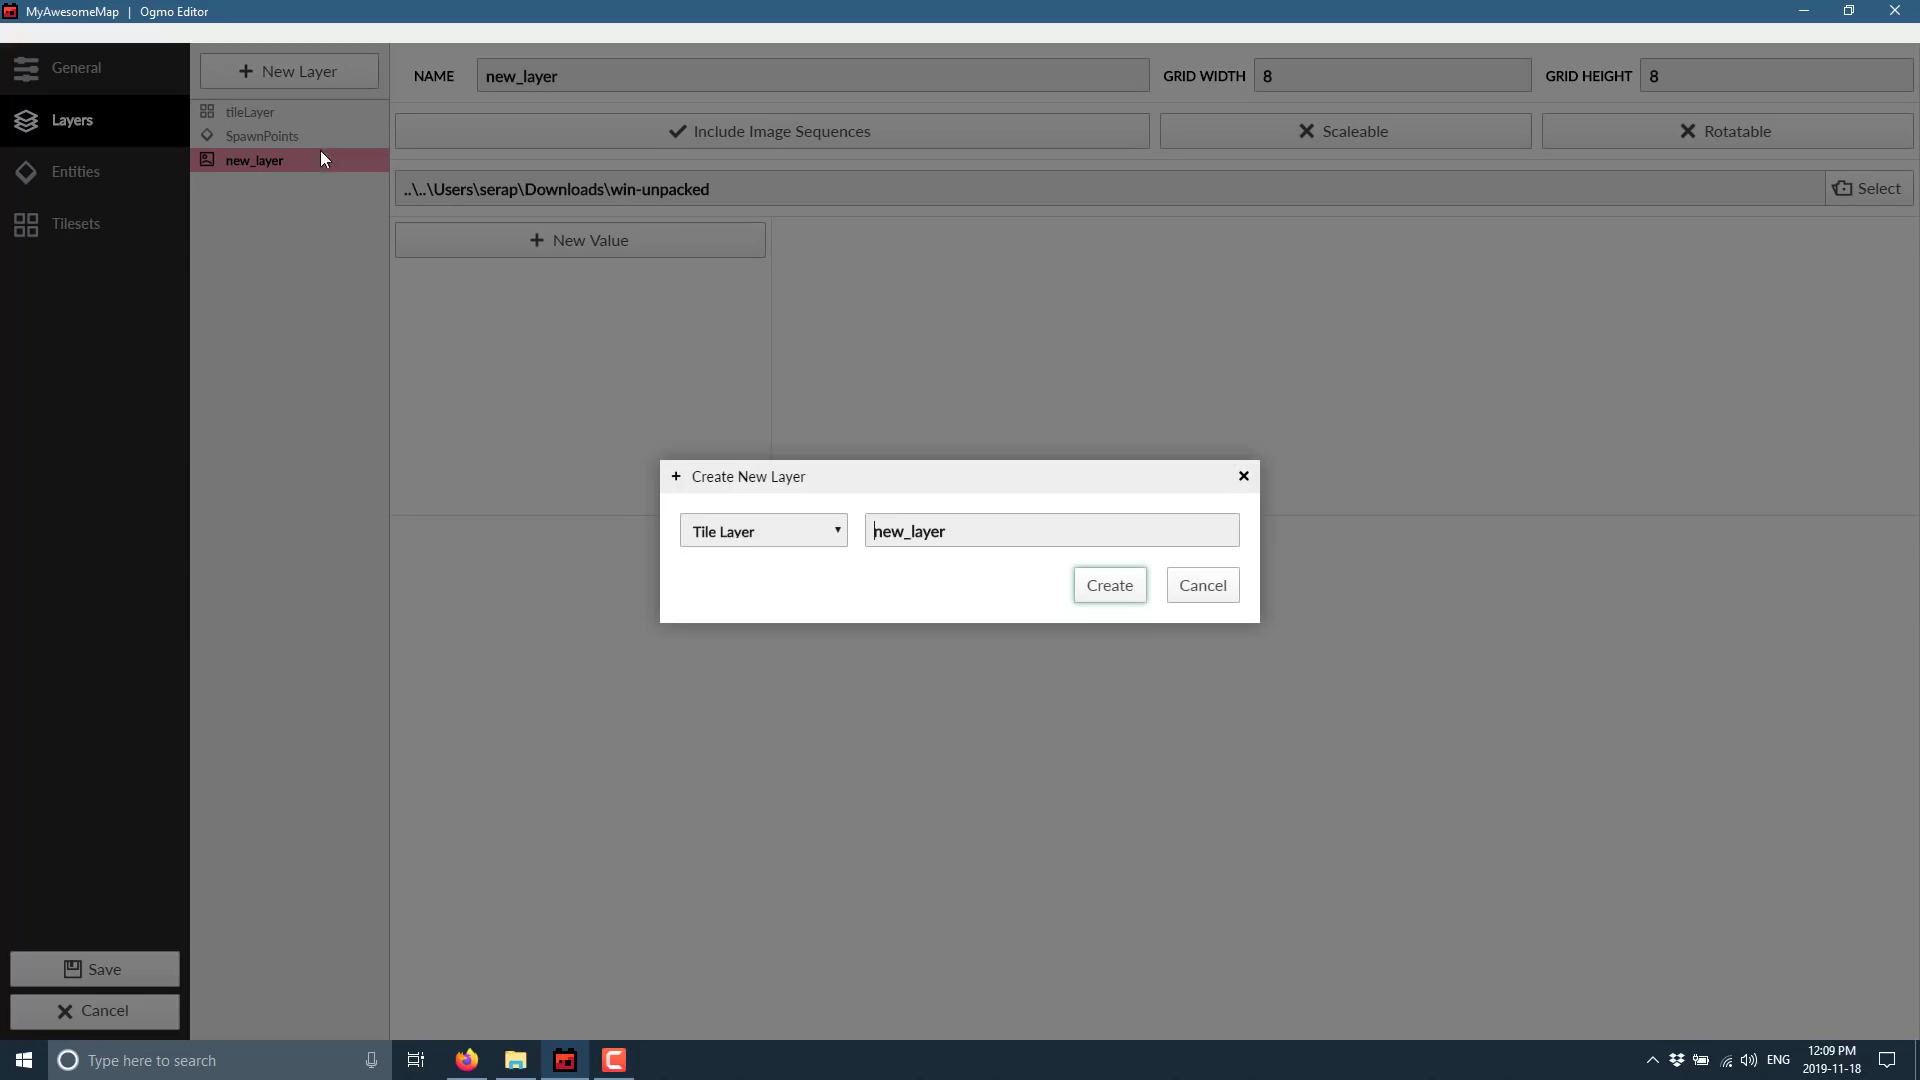 MyAwesomeMap | Ogmo Editor
General
Layers
Entities
Tilesets
Save
Cancel
New Layer
tileLayer
SpawnPoints
new_layer
NAME new_layer GRID WIDTH 8 GRID HEIGHT 8
Include Image Sequences Scaleable Rotatable
..\..\Users\serap\Downloads\win-unpacked Select
New Value
Create New Layer
Tile Layer new_layer
Create Cancel
Type here to search
ENG
12:09 PM
2019-11-18